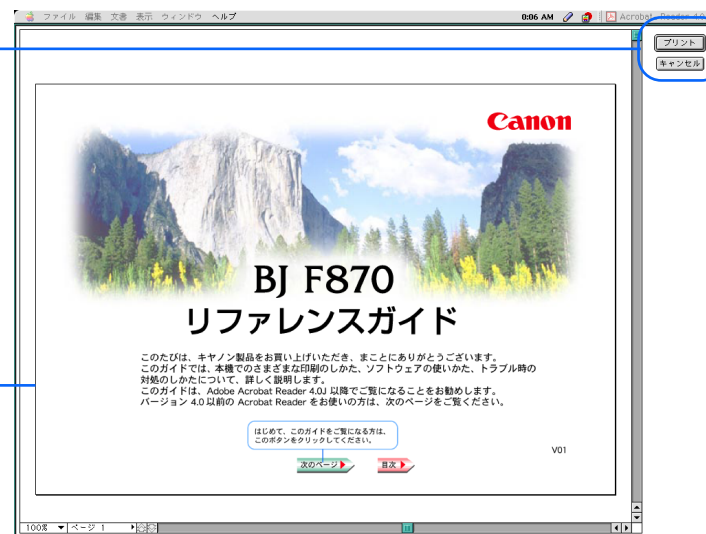 ファイル 編集 文書 表示 ウィンドウ ヘルプ 0:06 AM Acrobat Reader 4.0
プリント
キャンセル
Canon
BJ F870
リファレンスガイド
このたびは、キヤノン製品をお買い上げいただき、まことにありがとうございます。
このガイドでは、本機でのさまざまな印刷のしかた、ソフトウェアの使いかた、トラブル時の
対処のしかたについて、詳しく説明します。
このガイドは、Adobe Acrobat Reader 4.0J 以降でご覧になることをお勧めします。
バージョン 4.0 以前の Acrobat Reader をお使いの方は、次のページをご覧ください。
はじめて、このガイドをご覧になる方は、
このボタンをクリックしてください。
V01
次のページ 目次
100% ページ 1